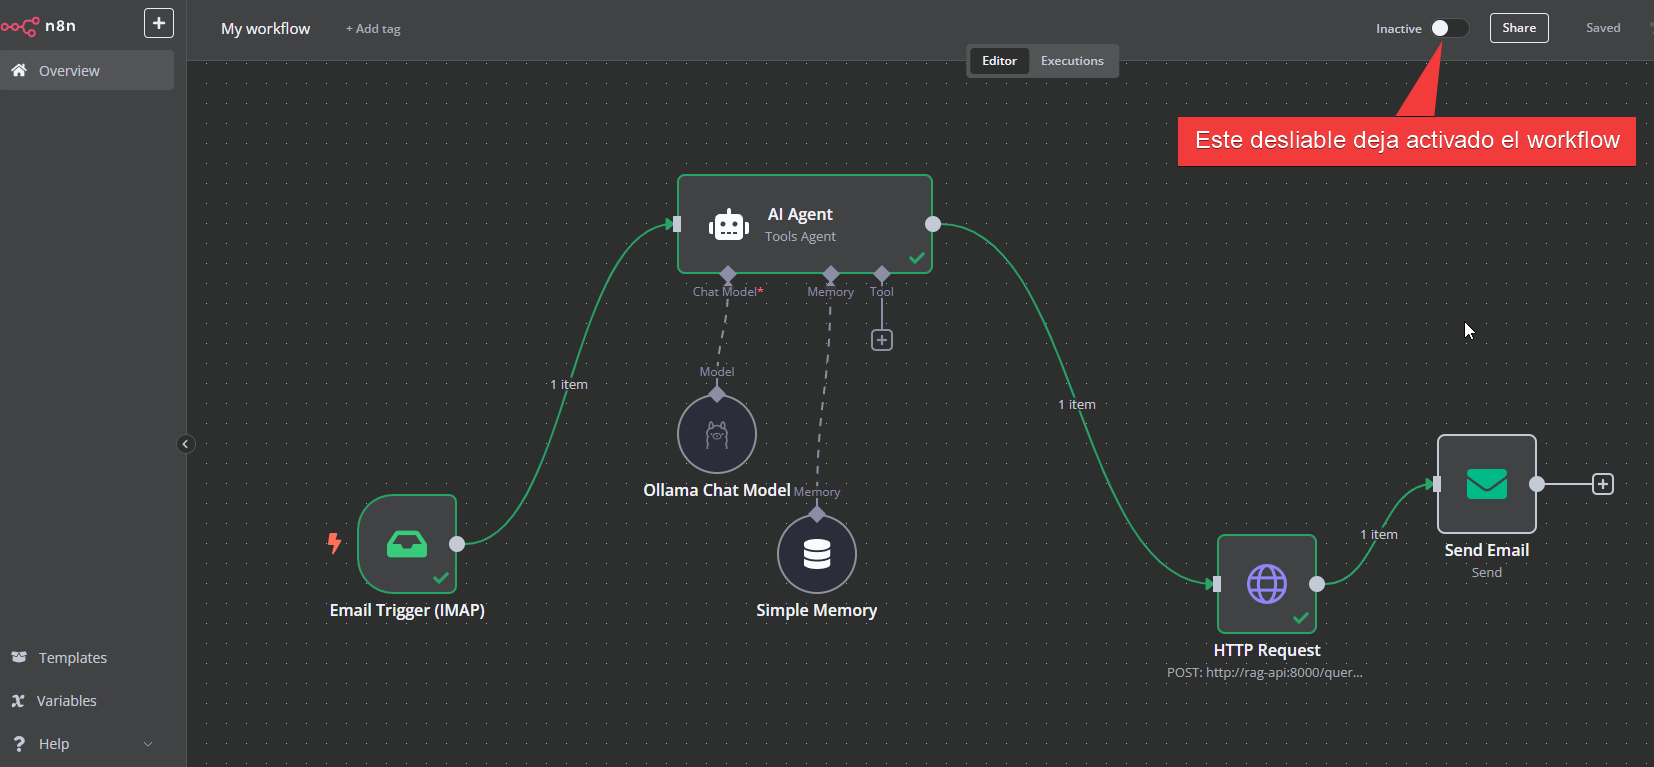 n8n
My workflow
+ Add tag
Inactive
Share
Saved
Overview
Editor
Executions
Este desliable deja activado el workflow
AI Agent
Tools Agent
Chat Model*
Memory
Tool
1 item
Model
1 item
Ollama Chat Model
Memory
1 item
Send Email
Send
Email Trigger (IMAP)
Simple Memory
HTTP Request
POST: http://rag-api:8000/quer...
Templates
Variables
Help